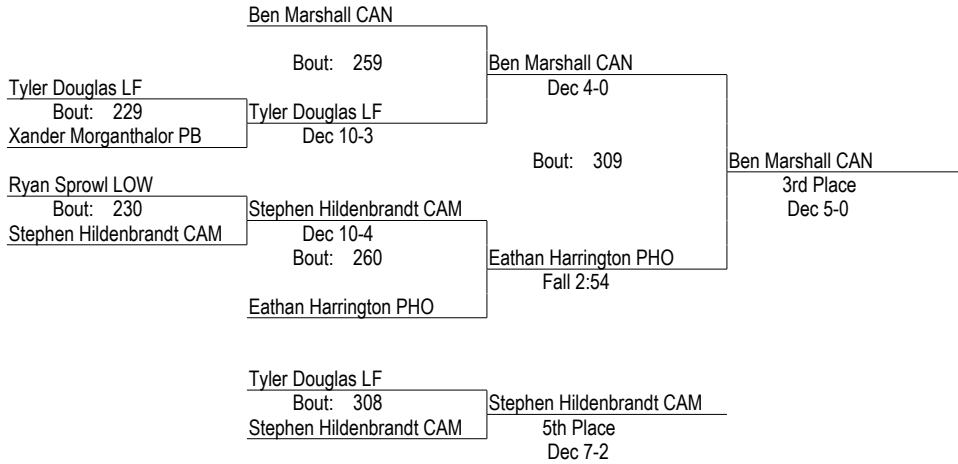 Ben Marshall CAN
Bout: 259
Ben Marshall CAN
Dec 4-0
Tyler Douglas LF
Bout: 229
Xander Morganthalor PB
Tyler Douglas LF
Dec 10-3
Bout: 309
Ben Marshall CAN
3rd Place
Dec 5-0
Ryan Sprowl LOW
Bout: 230
Stephen Hildenbrandt CAM
Stephen Hildenbrandt CAM
Dec 10-4
Bout: 260
Eathan Harrington PHO
Fall 2:54
Eathan Harrington PHO
Tyler Douglas LF
Bout: 308
Stephen Hildenbrandt CAM
Stephen Hildenbrandt CAM
5th Place
Dec 7-2